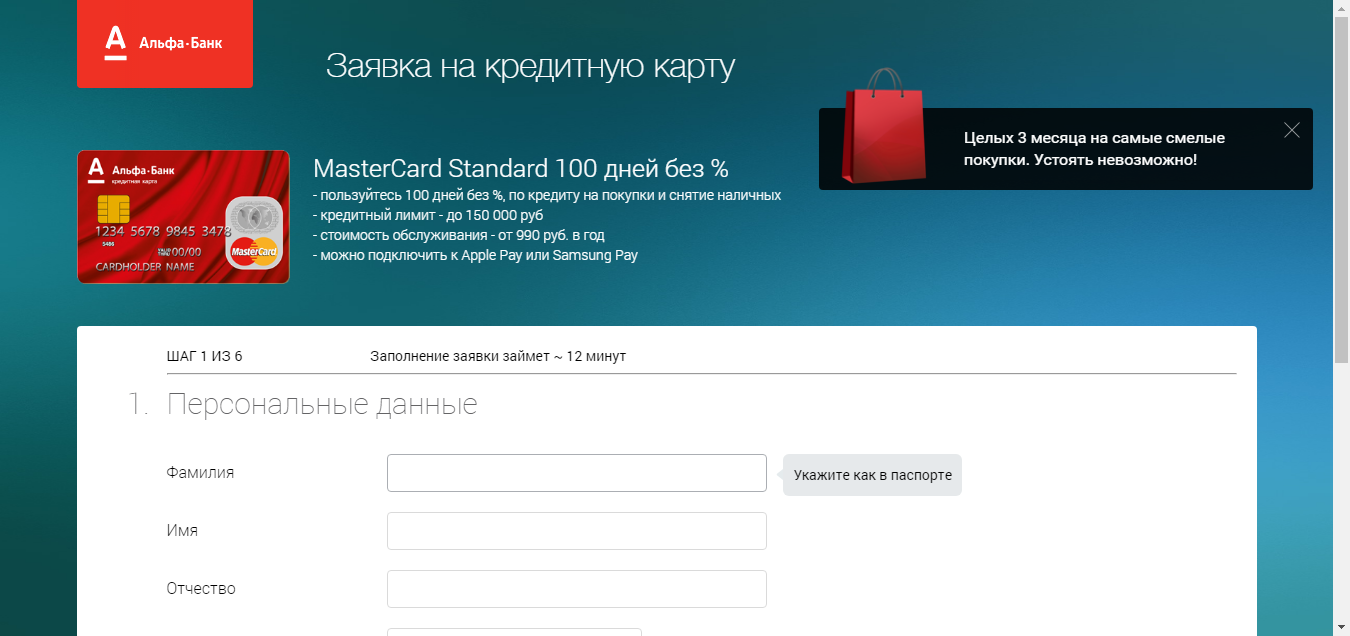 Альфа·Банк
Заявка на кредитную карту
Целых 3 месяца на самые смелые
покупки. Устоять невозможно!
Альфа·Банк
кредитная карта
1234 5678 9845 3478
5486
00/00
CARDHOLDER NAME
MasterCard
MasterCard Standard 100 дней без %
- пользуйтесь 100 дней без %, по кредиту на покупки и снятие наличных
- кредитный лимит - до 150 000 руб
- стоимость обслуживания - от 990 руб. в год
- можно подключить к Apple Pay или Samsung Pay
ШАГ 1 ИЗ 6
Заполнение заявки займет ~ 12 минут
1. Персональные данные
Фамилия
Укажите как в паспорте
Имя
Отчество